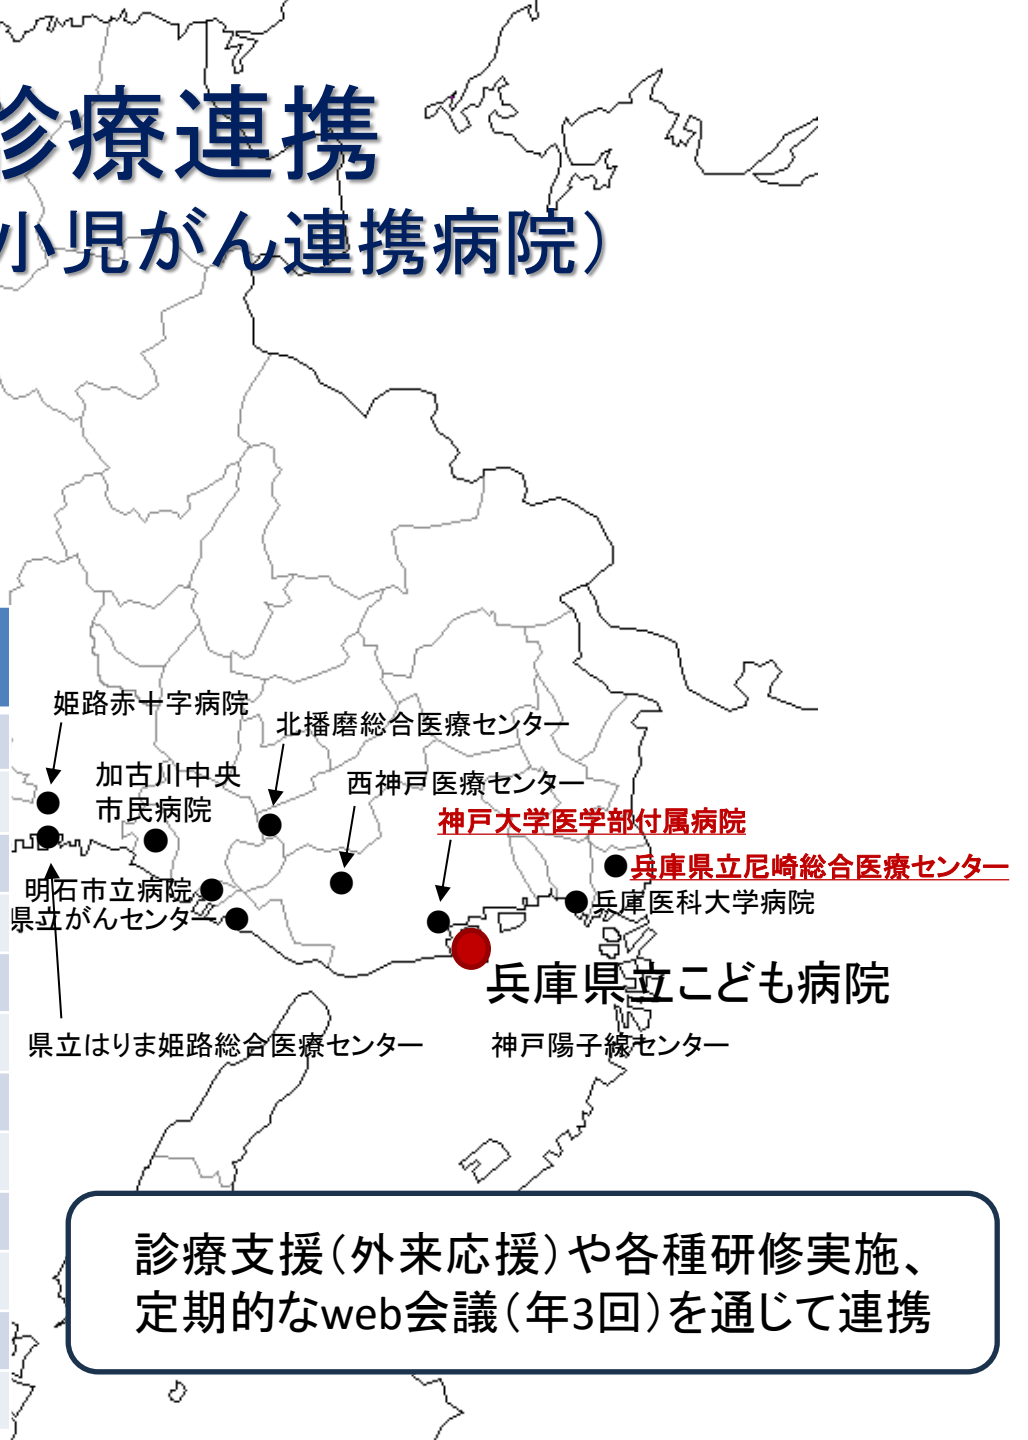 診療連携
小児がん連携病院）
姫路赤十字病院
北播磨総合医療センター
加古川中央
市民病院
西神戸医療センター
神戸大学医学部付属病院
兵庫県立尼崎総合医療センター
明石市立病院
兵庫医科大学病院
県立がんセンター
兵庫県立こども病院
県立はりま姫路総合医療センター
神戸陽子線センター
診療支援（外来応援）や各種研修実施、
定期的なweb会議（年3回）を通じて連携